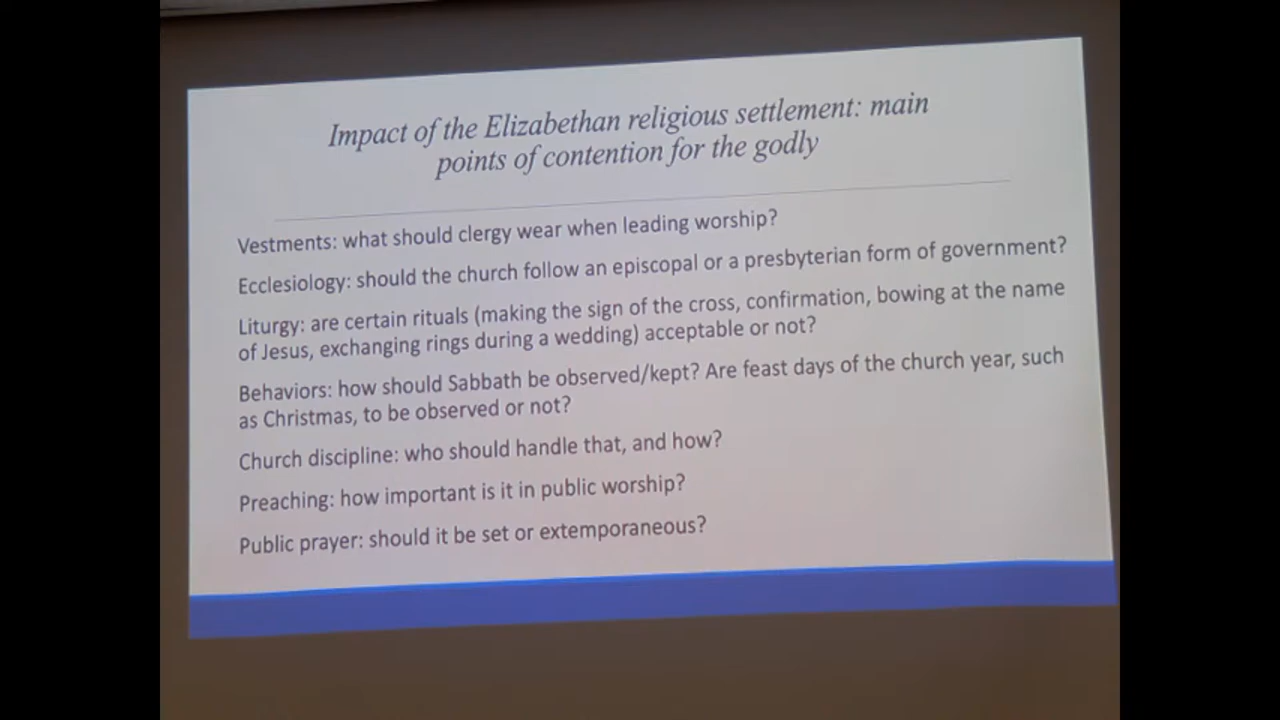 Impact of the Elizabethan religious settlement: main
points of contention for the godly
Vestments: what should clergy wear when leading worship?
Ecclesiology: should the church follow an episcopal or a presbyterian form of government?
Liturgy: are certain rituals (making the sign of the cross, confirmation, bowing at the name
of Jesus, exchanging rings during a wedding) acceptable or not?
Behaviors: how should Sabbath be observed/kept? Are feast days of the church year, such
as Christmas, to be observed or not?
Church discipline: who should handle that, and how?
Preaching: how important is it in public worship?
Public prayer: should it be set or extemporaneous?